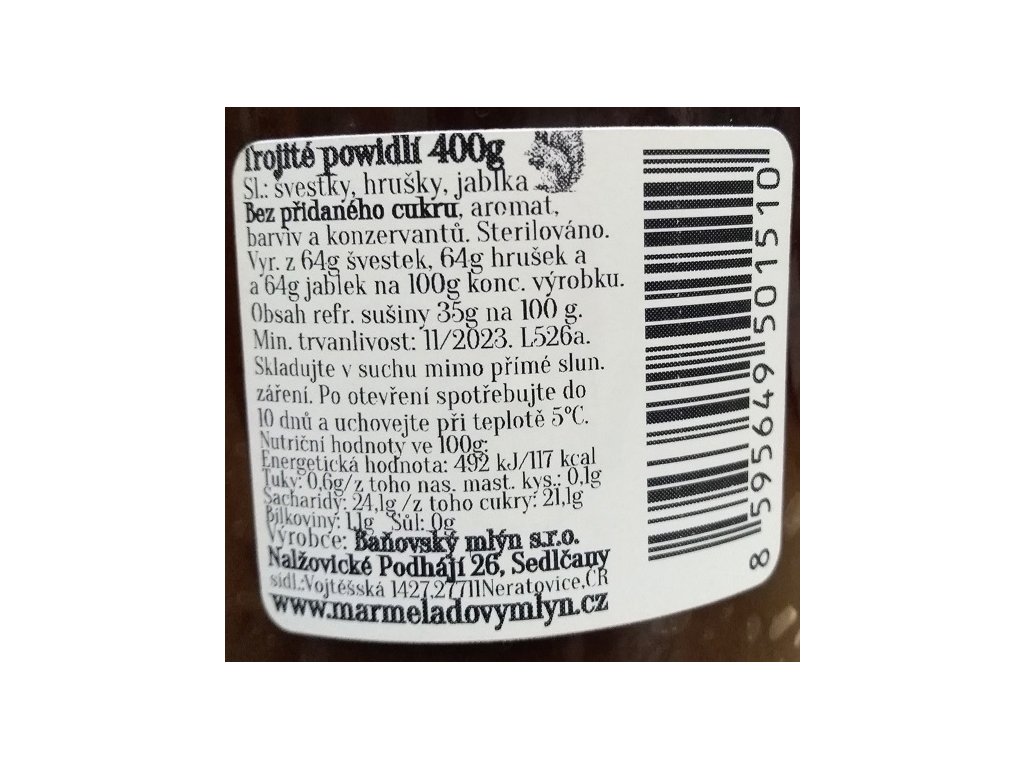 Trojité powidlí 400g
Sl.: švestky, hrušky, jablka
Bez přidaného cukru, aromat,
barviv a konzervantů. Sterilováno.
Vyr. z 64g švestek, 64g hrušek a
a 64g jablek na 100g konc. výrobku.
Obsah refr. sušiny 35g na 100 g.
Min. trvanlivost: 11/2023. L526a.
Skladujte v suchu mimo přímé slun.
záření. Po otevření spotřebujte do
10 dnů a uchovejte při teplotě 5°C.
Nutriční hodnoty ve 100g:
Energetická hodnota: 492 kJ/117 kcal
Tuky: 0,6g/z toho nas. mast. kys.: 0,1g
Sacharidy: 24,1g /z toho cukry: 21,1g
Bílkoviny: 1,1g Sůl: 0g
Výrobce: Baňovský mlýn s.r.o.
Nalžovické Podhájí 26, Sedlčany
sídl.:Vojtěšská 1427,27711Neratovice,ČR
www.marmeladovymlyn.cz
8 595649 501510